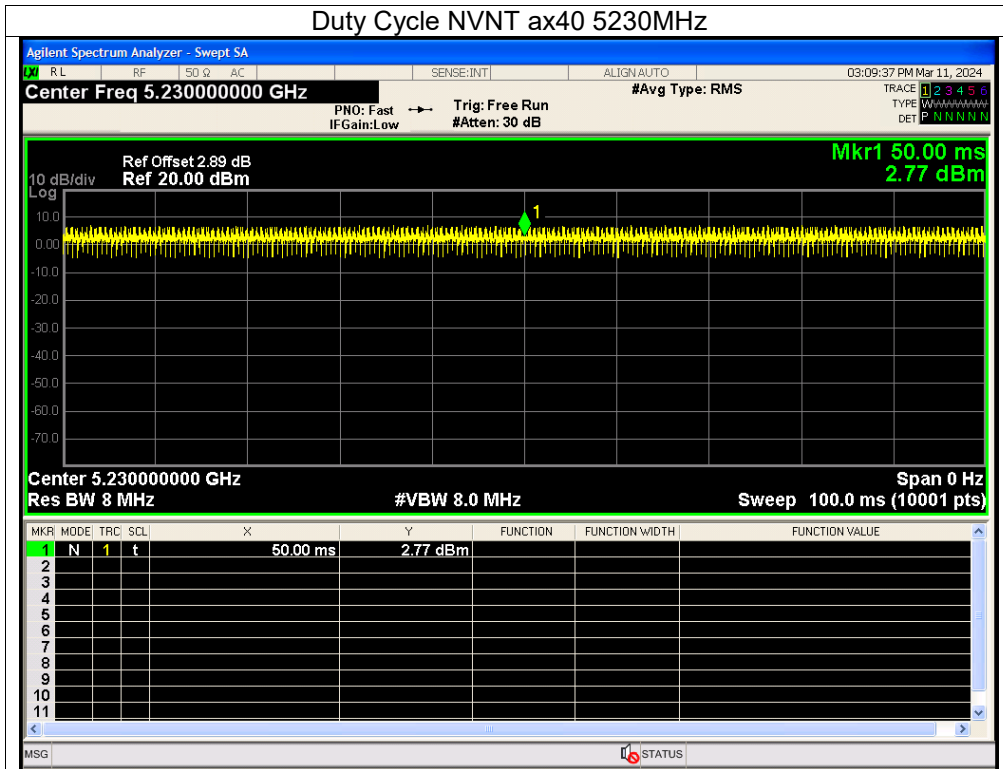 Duty Cycle NVNT ax40 5230MHz
Agilent Spectrum Analyzer - Swept SA
LXI RL RF 50 Ω AC SENSE:INT ALIGN AUTO 03:09:37 PM Mar 11, 2024
Center Freq 5.230000000 GHz #Avg Type: RMS TRACE 1 2 3 4 5 6
PNO: Fast Trig: Free Run TYPE WWWWWW
IFGain:Low #Atten: 30 dB DET P N N N N N
Mkr1 50.00 ms
Ref Offset 2.89 dB
10 dB/div Ref 20.00 dBm 2.77 dBm
Log
10.0
1
0.00
-10.0
-20.0
-30.0
-40.0
-50.0
-60.0
-70.0
Center 5.230000000 GHz Span 0 Hz
Res BW 8 MHz #VBW 8.0 MHz Sweep 100.0 ms (10001 pts)
MKR MODE TRC SCL X Y FUNCTION FUNCTION WIDTH FUNCTION VALUE
1 N 1 t 50.00 ms 2.77 dBm
2
3
4
5
6
7
8
9
10
11
MSG STATUS